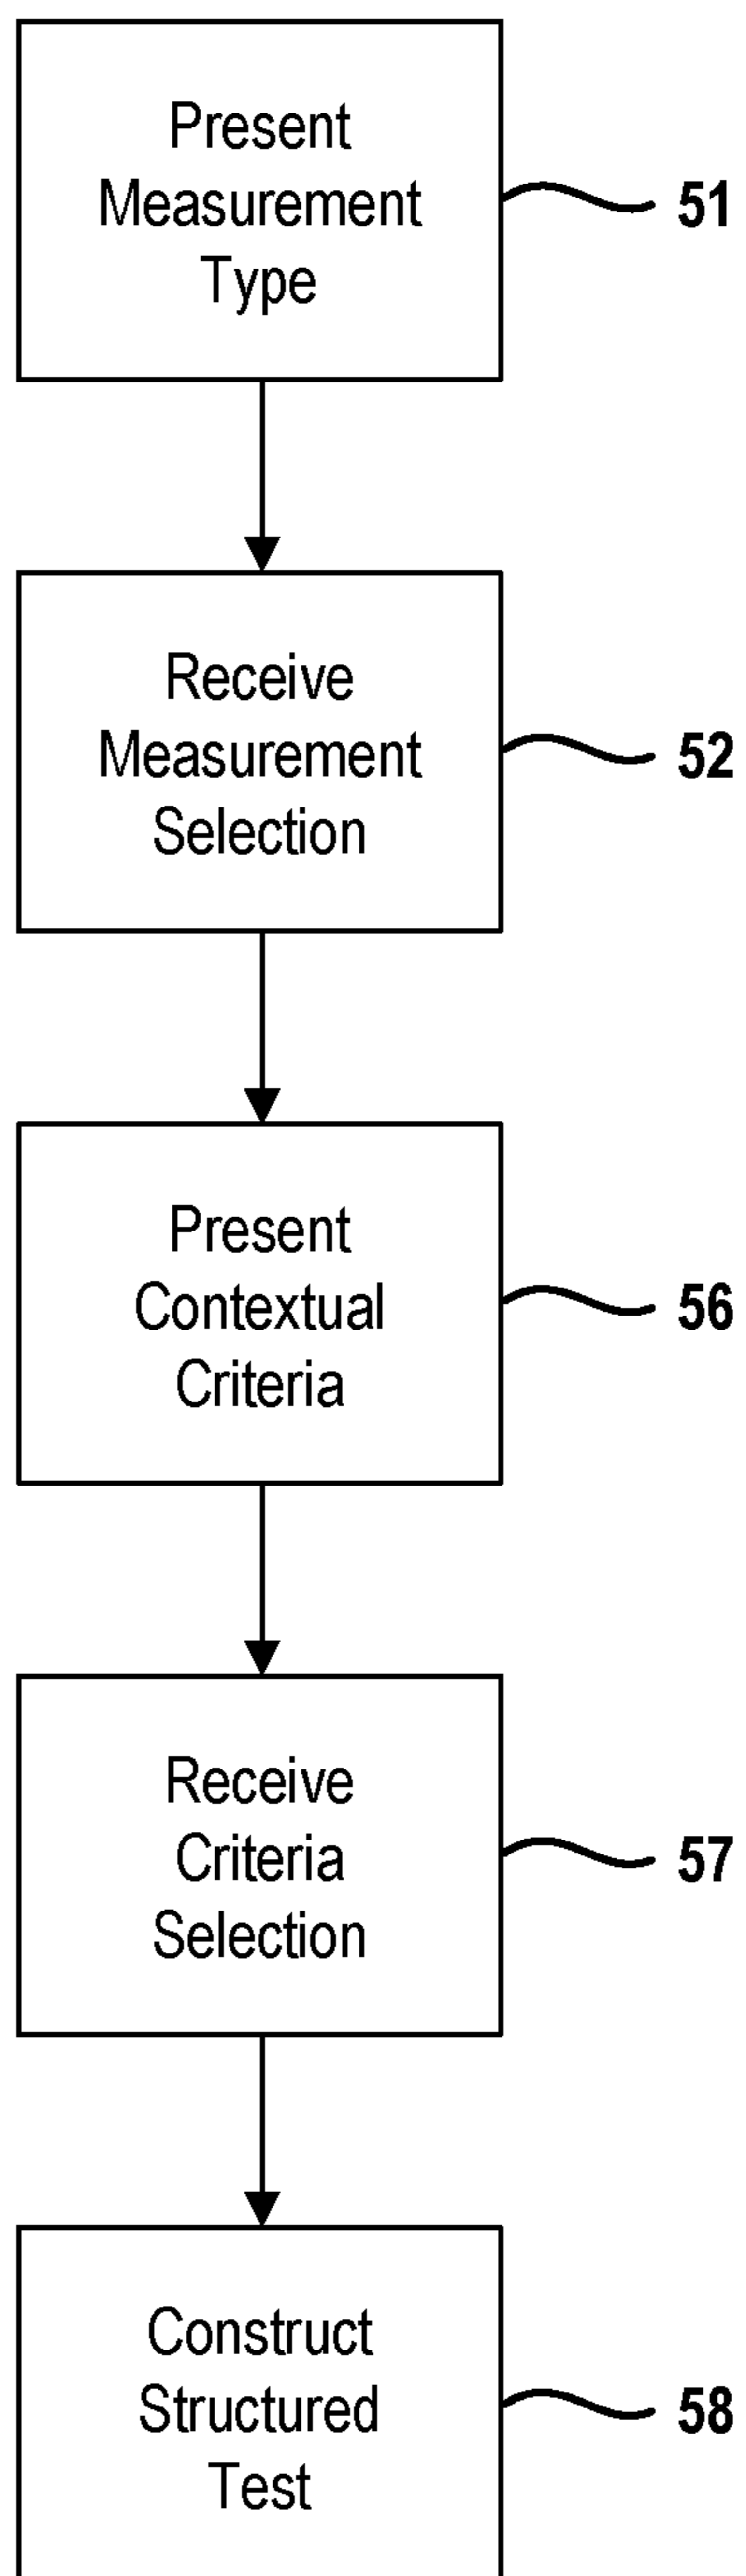 Present
Measurement
Type
51
Receive
Measurement
Selection
52
Present
Contextual
Criteria
56
Receive
Criteria
Selection
57
Construct
Structured
Test
58